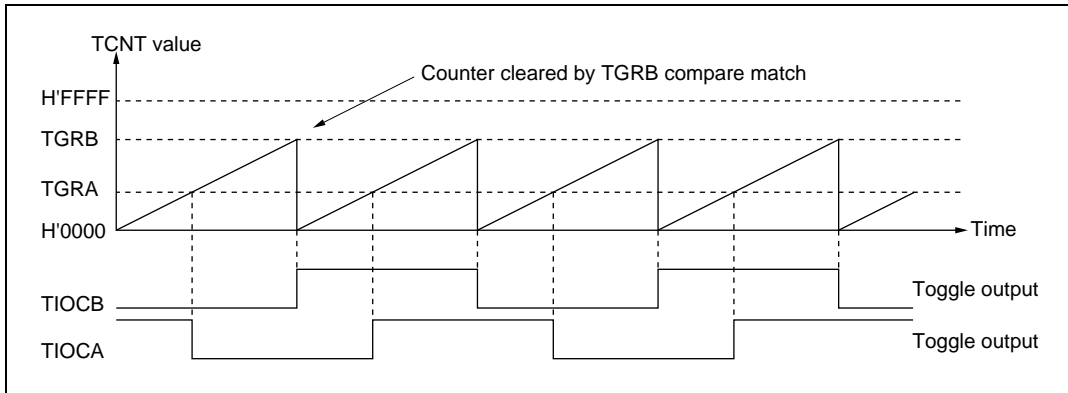 TCNT value
Counter cleared by TGRB compare match
H'FFFF
TGRB
TGRA
H'0000
Time
TIOCB
Toggle output
TIOCA
Toggle output